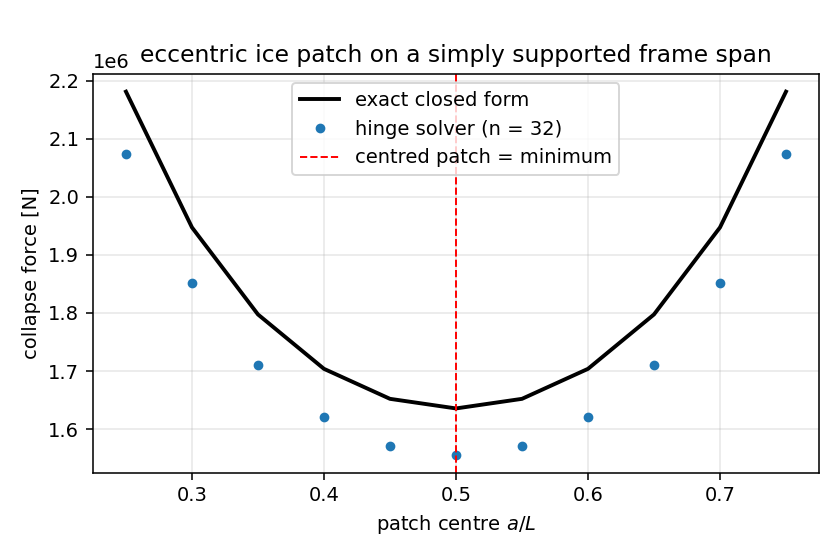 eccentric ice patch on a simply supported frame span
1e6
exact closed form
hinge solver (n = 32)
centred patch = minimum
2.2
2.1
2.0
1.9
1.8
1.7
1.6
collapse force [N]
0.3 0.4 0.5 0.6 0.7
patch centre a/L